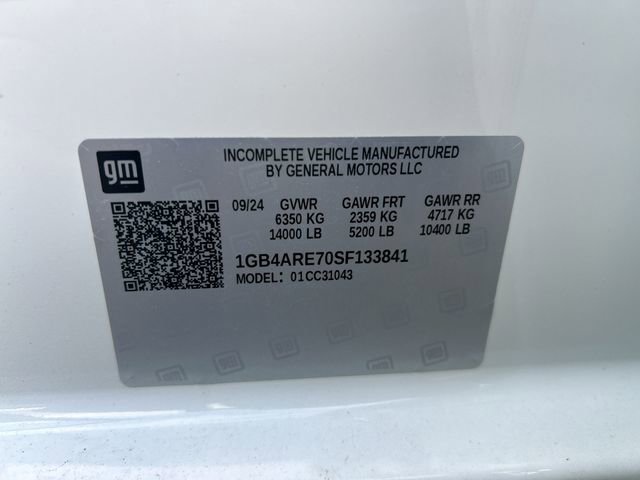 gm
INCOMPLETE VEHICLE MANUFACTURED
BY GENERAL MOTORS LLC
09/24 GVWR GAWR FRT GAWR RR
6350 KG 2359 KG 4717 KG
14000 LB 5200 LB 10400 LB
1GB4ARE70SF133841
MODEL: 01CC31043